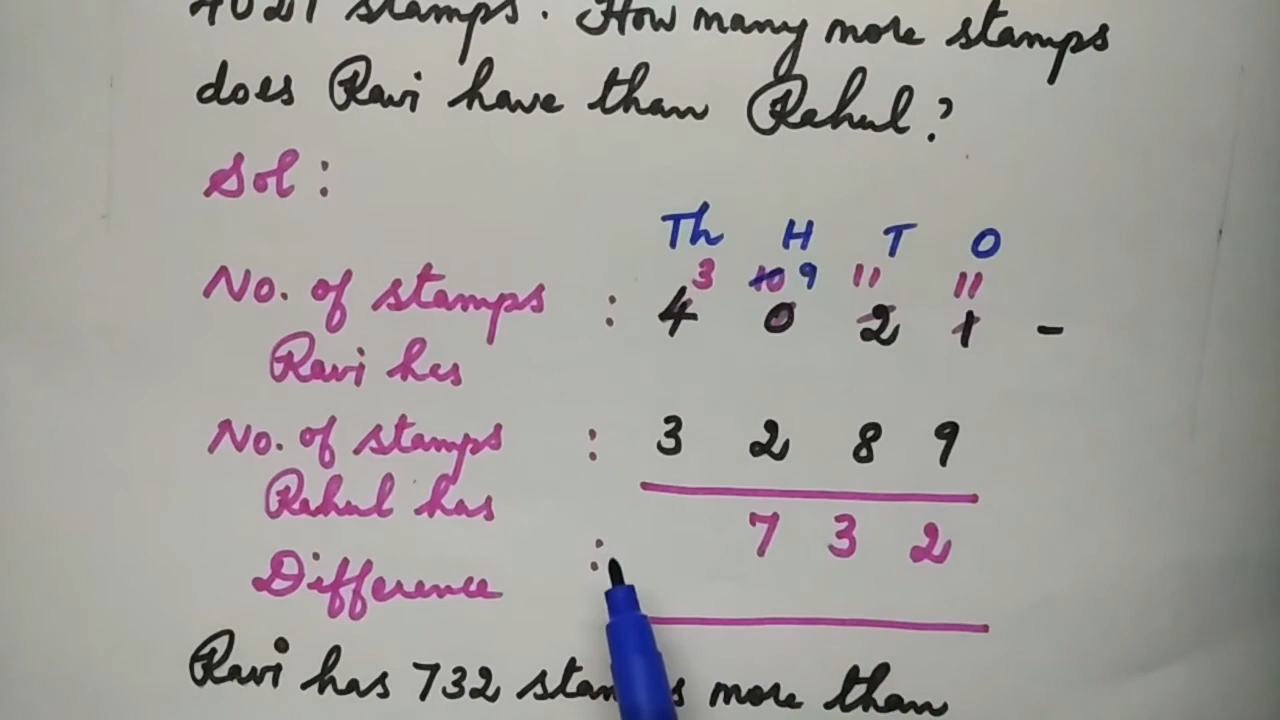 4021 stamps. How many more stamps
does Ravi have than Rahul?
Sol:
Th H T O
3 10 9 11 11
No. of stamps : 4 0 2 1 -
Ravi has
No. of stamps : 3 2 8 9
Rahul has
7 3 2
Difference :
Ravi has 732 stamps more than